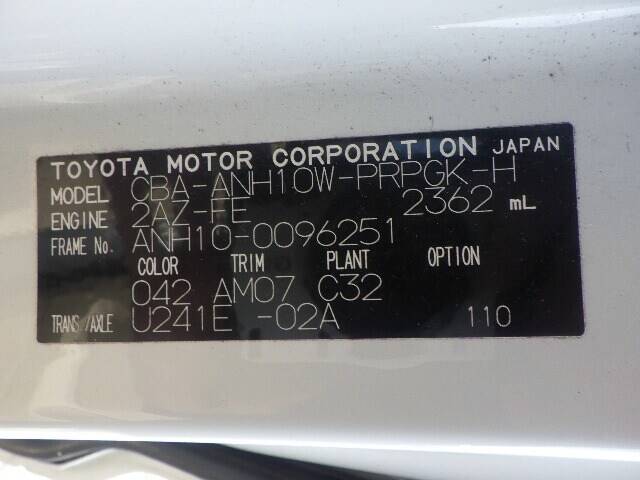 TOYOTA MOTOR CORPORATION JAPAN
MODEL CBA-ANH10W-PRPGK-H
ENGINE 2AZ-FE 2362 mL
FRAME No. ANH10-0096251
COLOR TRIM PLANT OPTION
042 AM07 C32
TRANS./AXLE U241E -02A 110